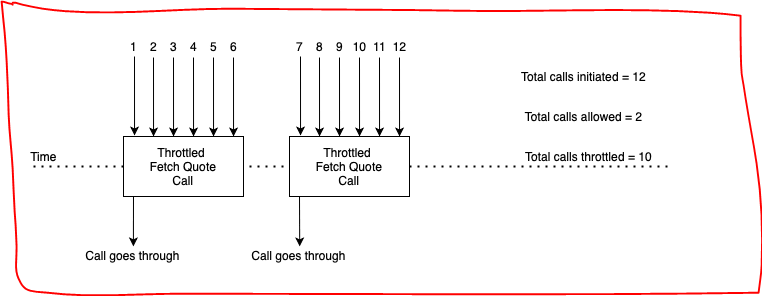 1 2 3 4 5 6 7 8 9 10 11 12
Total calls initiated = 12
Total calls allowed = 2
Time
Throttled
Fetch Quote
Call
Throttled
Fetch Quote
Call
Total calls throttled = 10
Call goes through
Call goes through